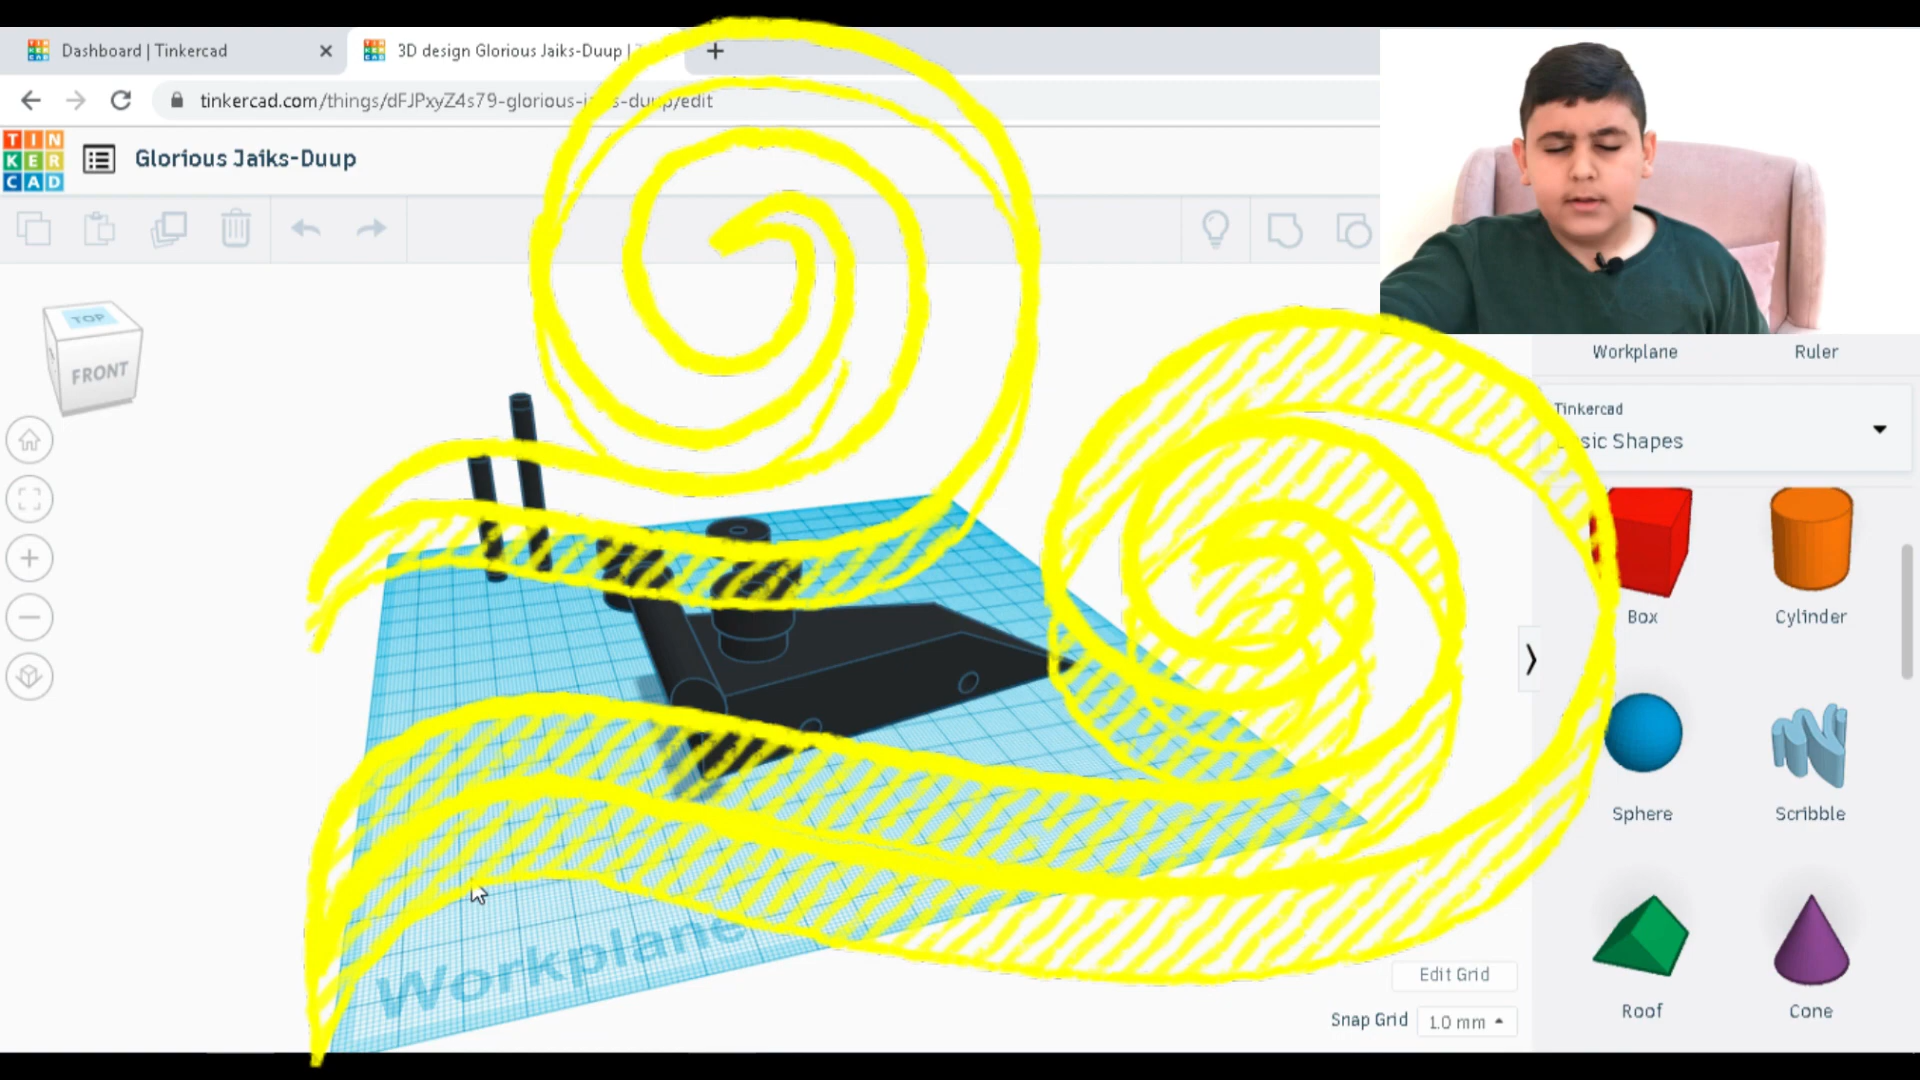 Dashboard | Tinkercad
3D design Glorious Jaiks-Duup |
tinkercad.com/things/dFJPxyZ4s79-glorious-
-duup/edit
TIN
KER
CAD
Glorious Jaiks-Duup
TOP
FRONT
Workplane
Ruler
Tinkercad
Shapes
Box
Cylinder
Sphere
Scribble
Roof
Cone
Workplane
Edit Grid
Snap Grid 1.0 mm